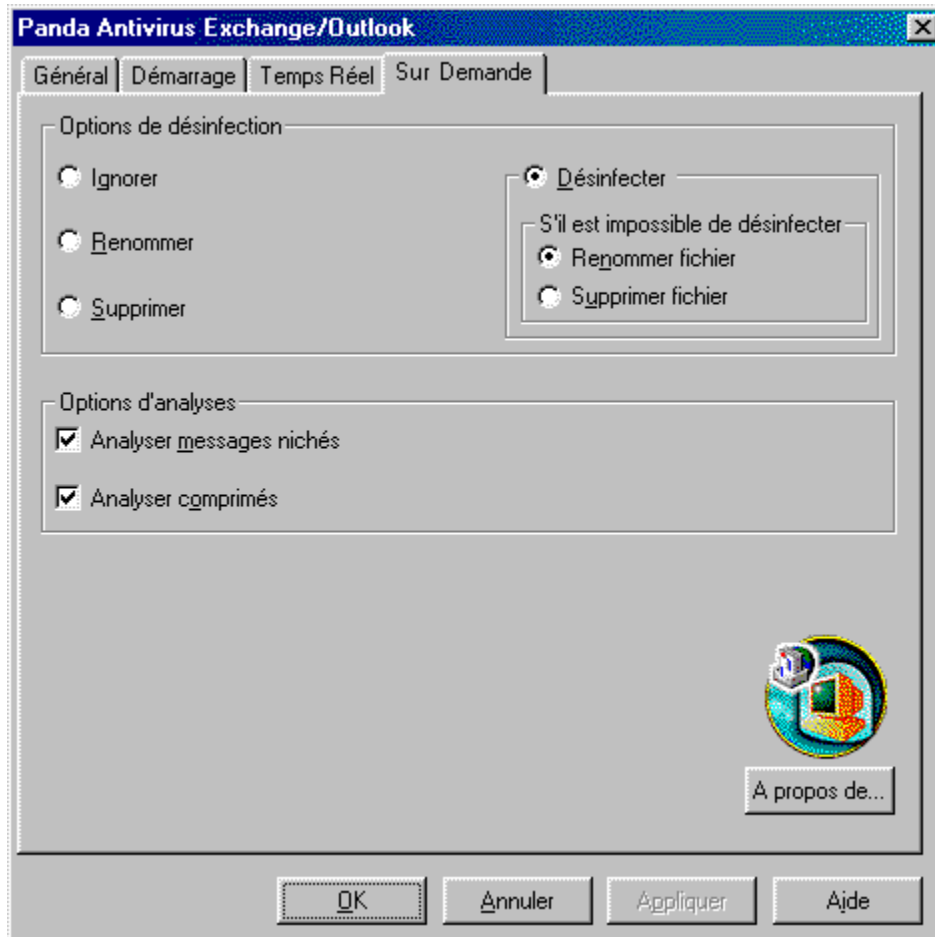 Panda Antivirus Exchange/Outlook
Général
Démarrage
Temps Réel
Sur Demande
Options de désinfection
Ignorer
Renommer
Supprimer
Désinfecter
S'il est impossible de désinfecter
Renommer fichier
Supprimer fichier
Options d'analyses
Analyser messages nichés
Analyser comprimés
A propos de...
OK
Annuler
Appliquer
Aide